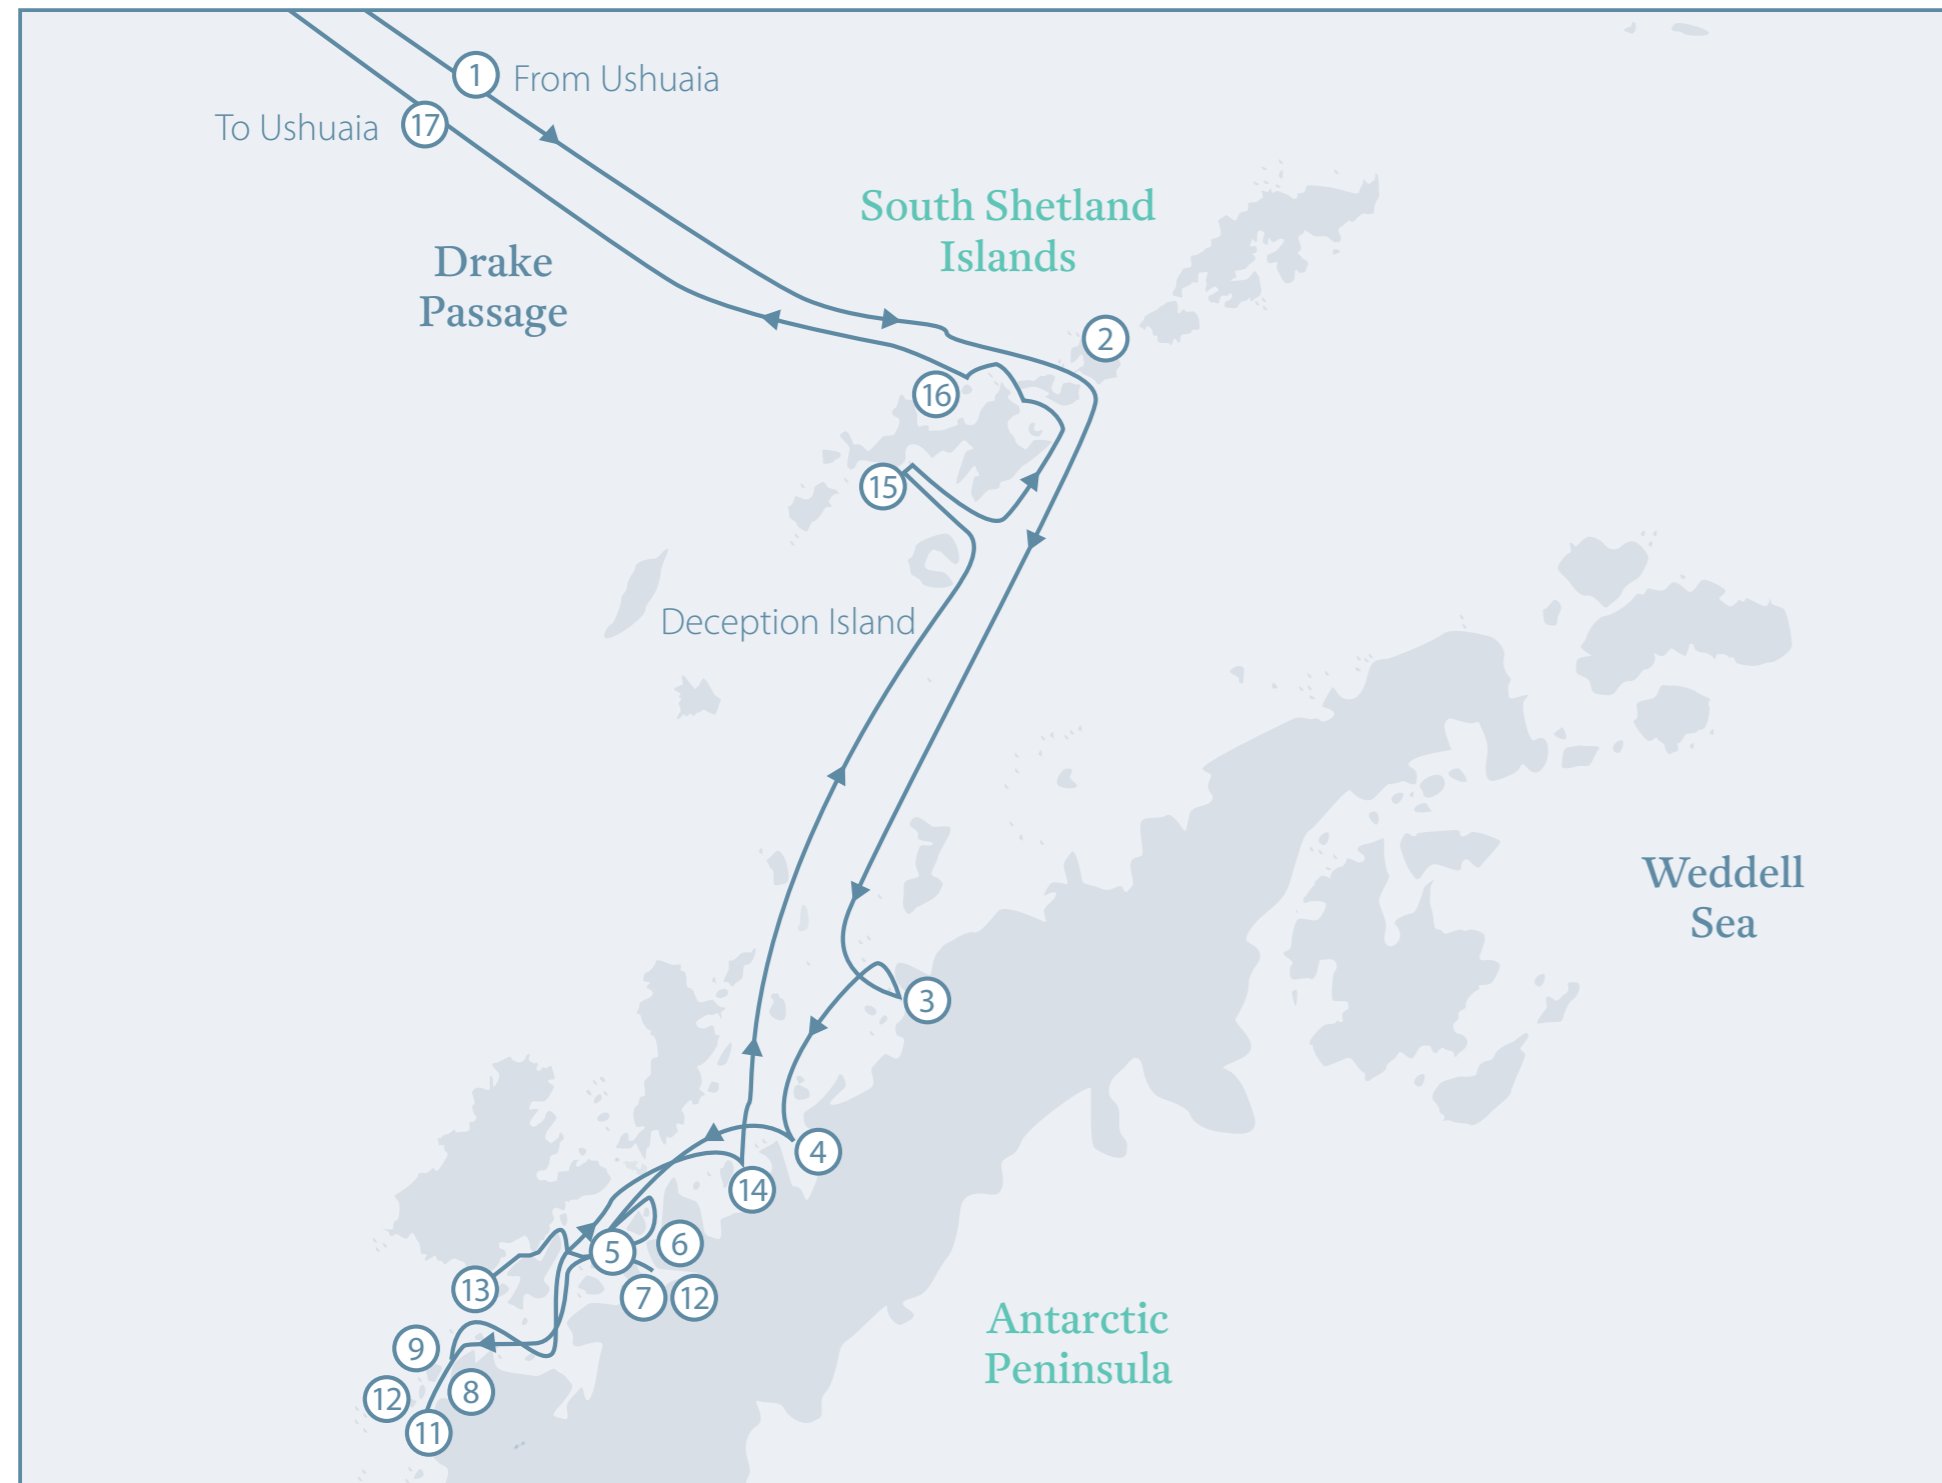 1 From Ushuaia
To Ushuaia 17
South Shetland
Islands
Drake
Passage
2
16
15
Deception Island
Weddell
Sea
3
4
14
6
5
13
7 12
Antarctic
Peninsula
9
8
12
11